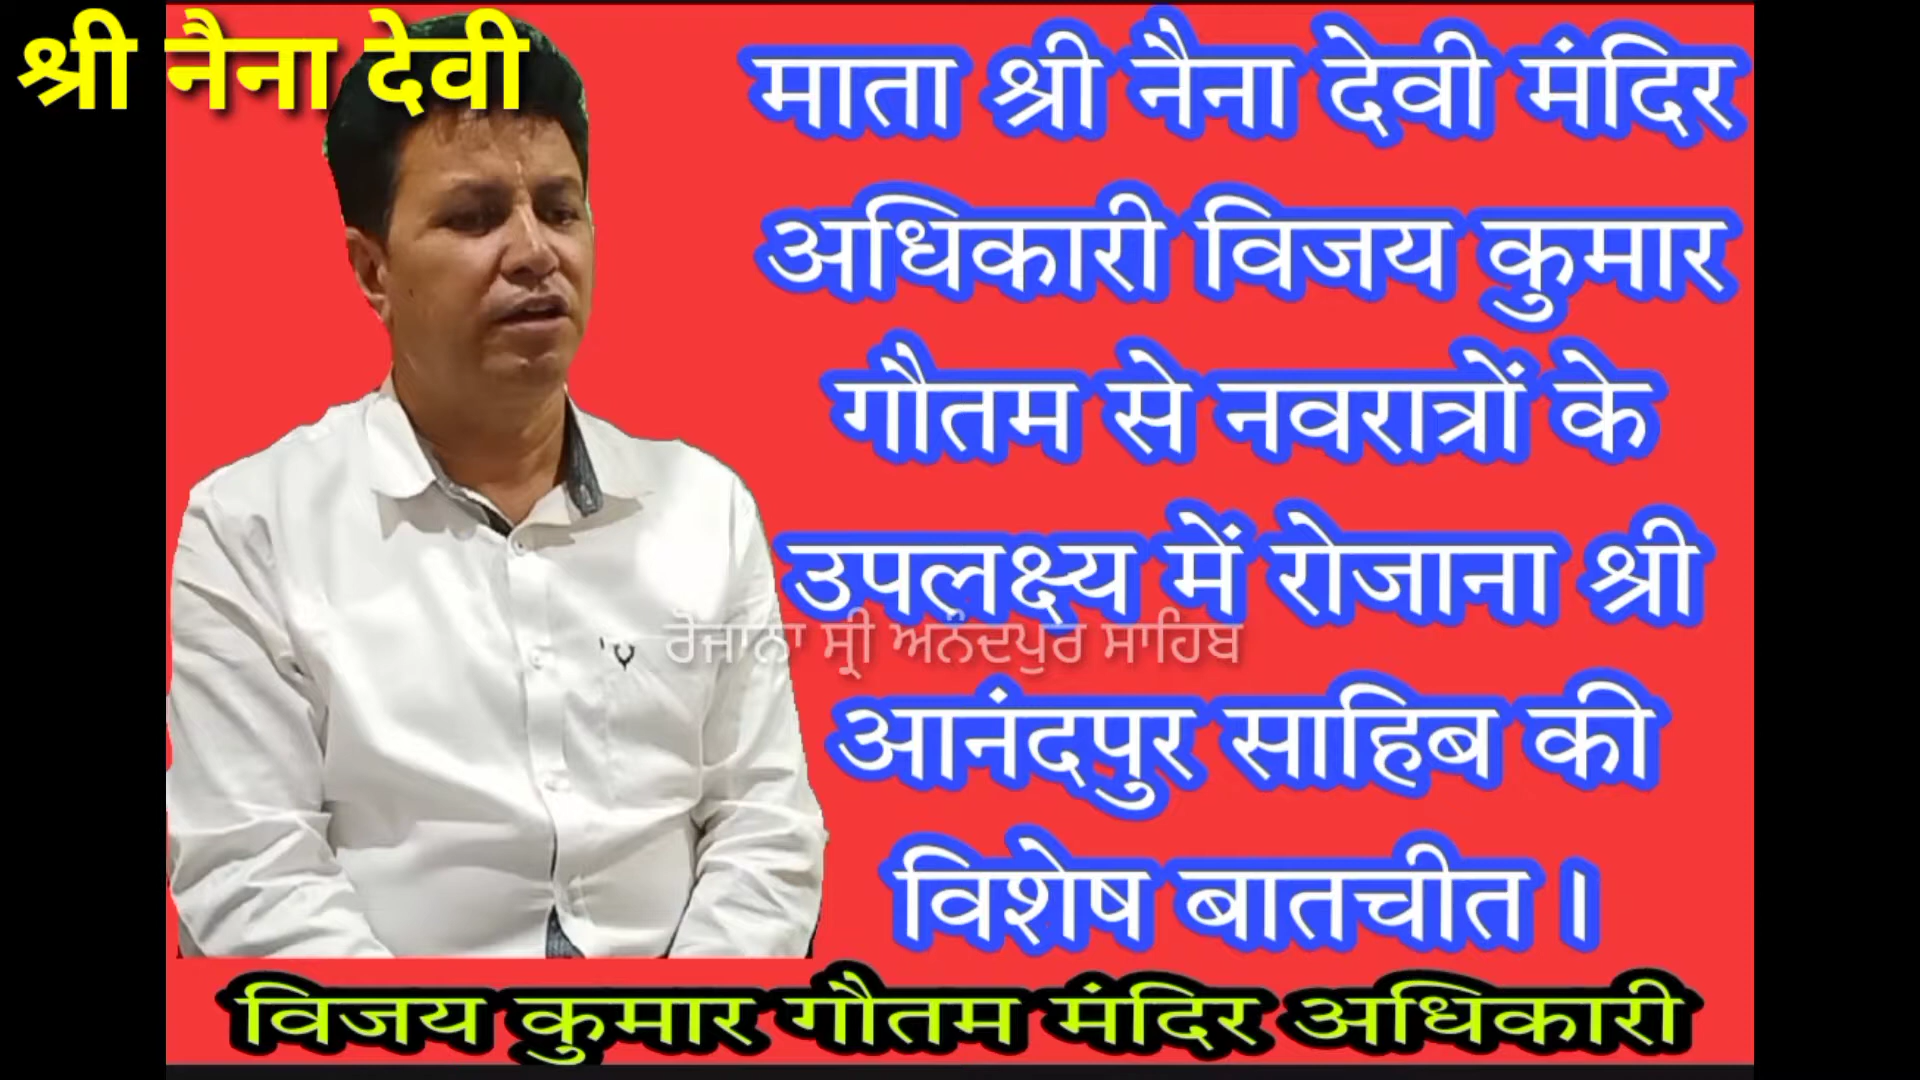 श्री नैना देवी
माता श्री नैना देवी मंदिर
अधिकारी विजय कुमार
गौतम से नवरात्रों के
उपलक्ष्य में रोजाना श्री
ਰੋਜਾਨਾ ਸ੍ਰੀ ਅਨੰਦਪੁਰ ਸਾਹਿਬ
आनंदपुर साहिब की
विशेष बातचीत ।
विजय कुमार गौतम मंदिर अधिकारी